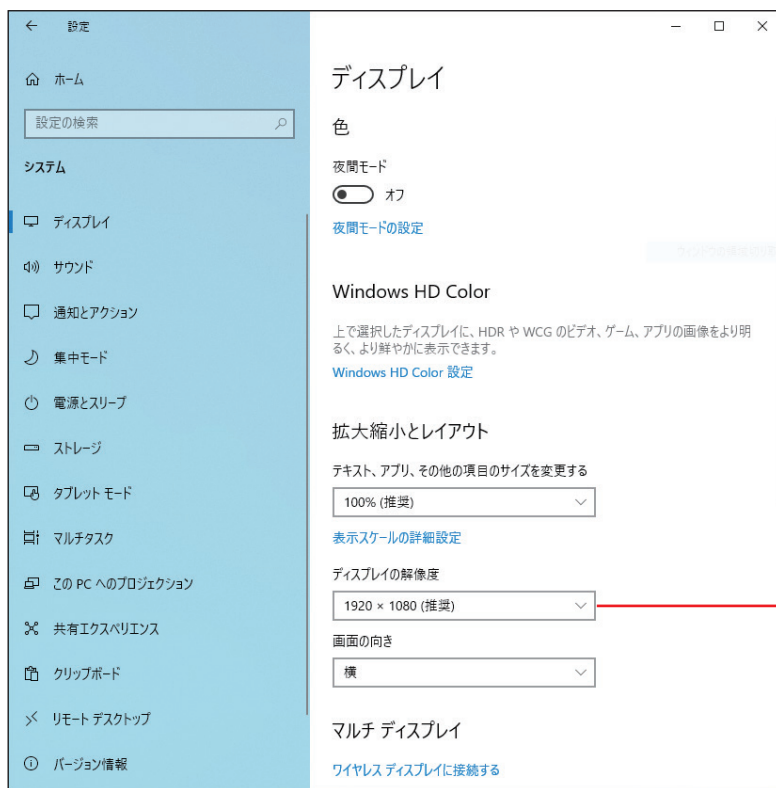 設定
ホーム
設定の検索
システム
ディスプレイ
サウンド
通知とアクション
集中モード
電源とスリープ
ストレージ
タブレット モード
マルチタスク
この PC へのプロジェクション
共有エクスペリエンス
クリップボード
リモート デスクトップ
バージョン情報
ディスプレイ
色
夜間モード
オフ
夜間モードの設定
Windows HD Color
上で選択したディスプレイに、HDR や WCG のビデオ、ゲーム、アプリの画像をより明
るく、より鮮やかに表示できます。
Windows HD Color 設定
拡大縮小とレイアウト
テキスト、アプリ、その他の項目のサイズを変更する
100% (推奨)
表示スケールの詳細設定
ディスプレイの解像度
1920 × 1080 (推奨)
画面の向き
横
マルチ ディスプレイ
ワイヤレス ディスプレイに接続する